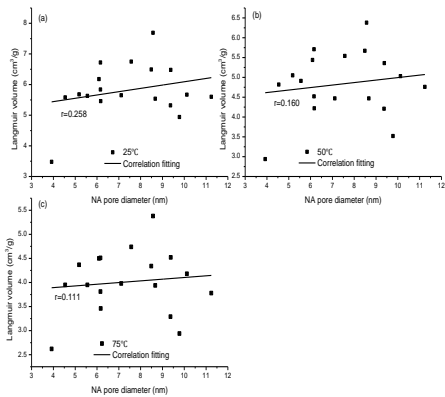 (a)
8
7
6
5
4
3
Langmuir volume (cm³/g)
r=0.258
25℃
Correlation fitting
3 4 5 6 7 8 9 10 11 12
NA pore diameter (nm)
(b)
6.5
6.0
5.5
5.0
4.5
4.0
3.5
3.0
2.5
Langmuir volume (cm³/g)
r=0.160
50℃
Correlation fitting
3 4 5 6 7 8 9 10 11 12
NA pore diameter (nm)
(c)
5.5
5.0
4.5
4.0
3.5
3.0
2.5
Langmuir volume (cm³/g)
r=0.111
75℃
Correlation fitting
3 4 5 6 7 8 9 10 11 12
NA pore diameter (nm)